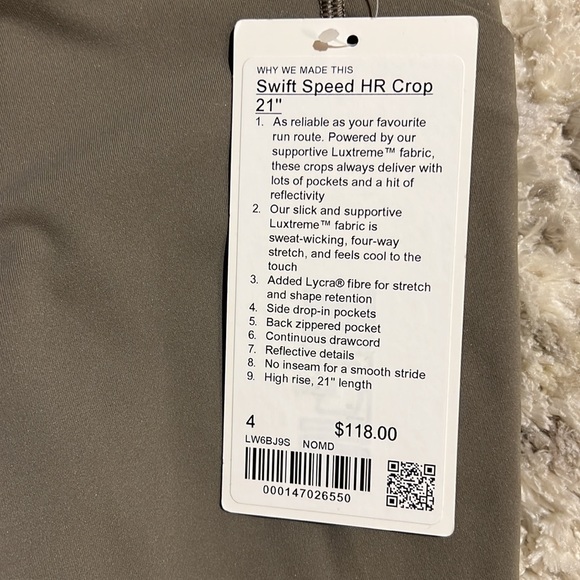 WHY WE MADE THIS
Swift Speed HR Crop
21"
1. As reliable as your favourite
run route. Powered by our
supportive Luxtreme™ fabric,
these crops always deliver with
lots of pockets and a hit of
reflectivity
2. Our slick and supportive
Luxtreme™ fabric is
sweat-wicking, four-way
stretch, and feels cool to the
touch
3. Added Lycra® fibre for stretch
and shape retention
4. Side drop-in pockets
5. Back zippered pocket
6. Continuous drawcord
7. Reflective details
8. No inseam for a smooth stride
9. High rise, 21" length
4 $118.00
LW6BJ9S NOMD
000147026550